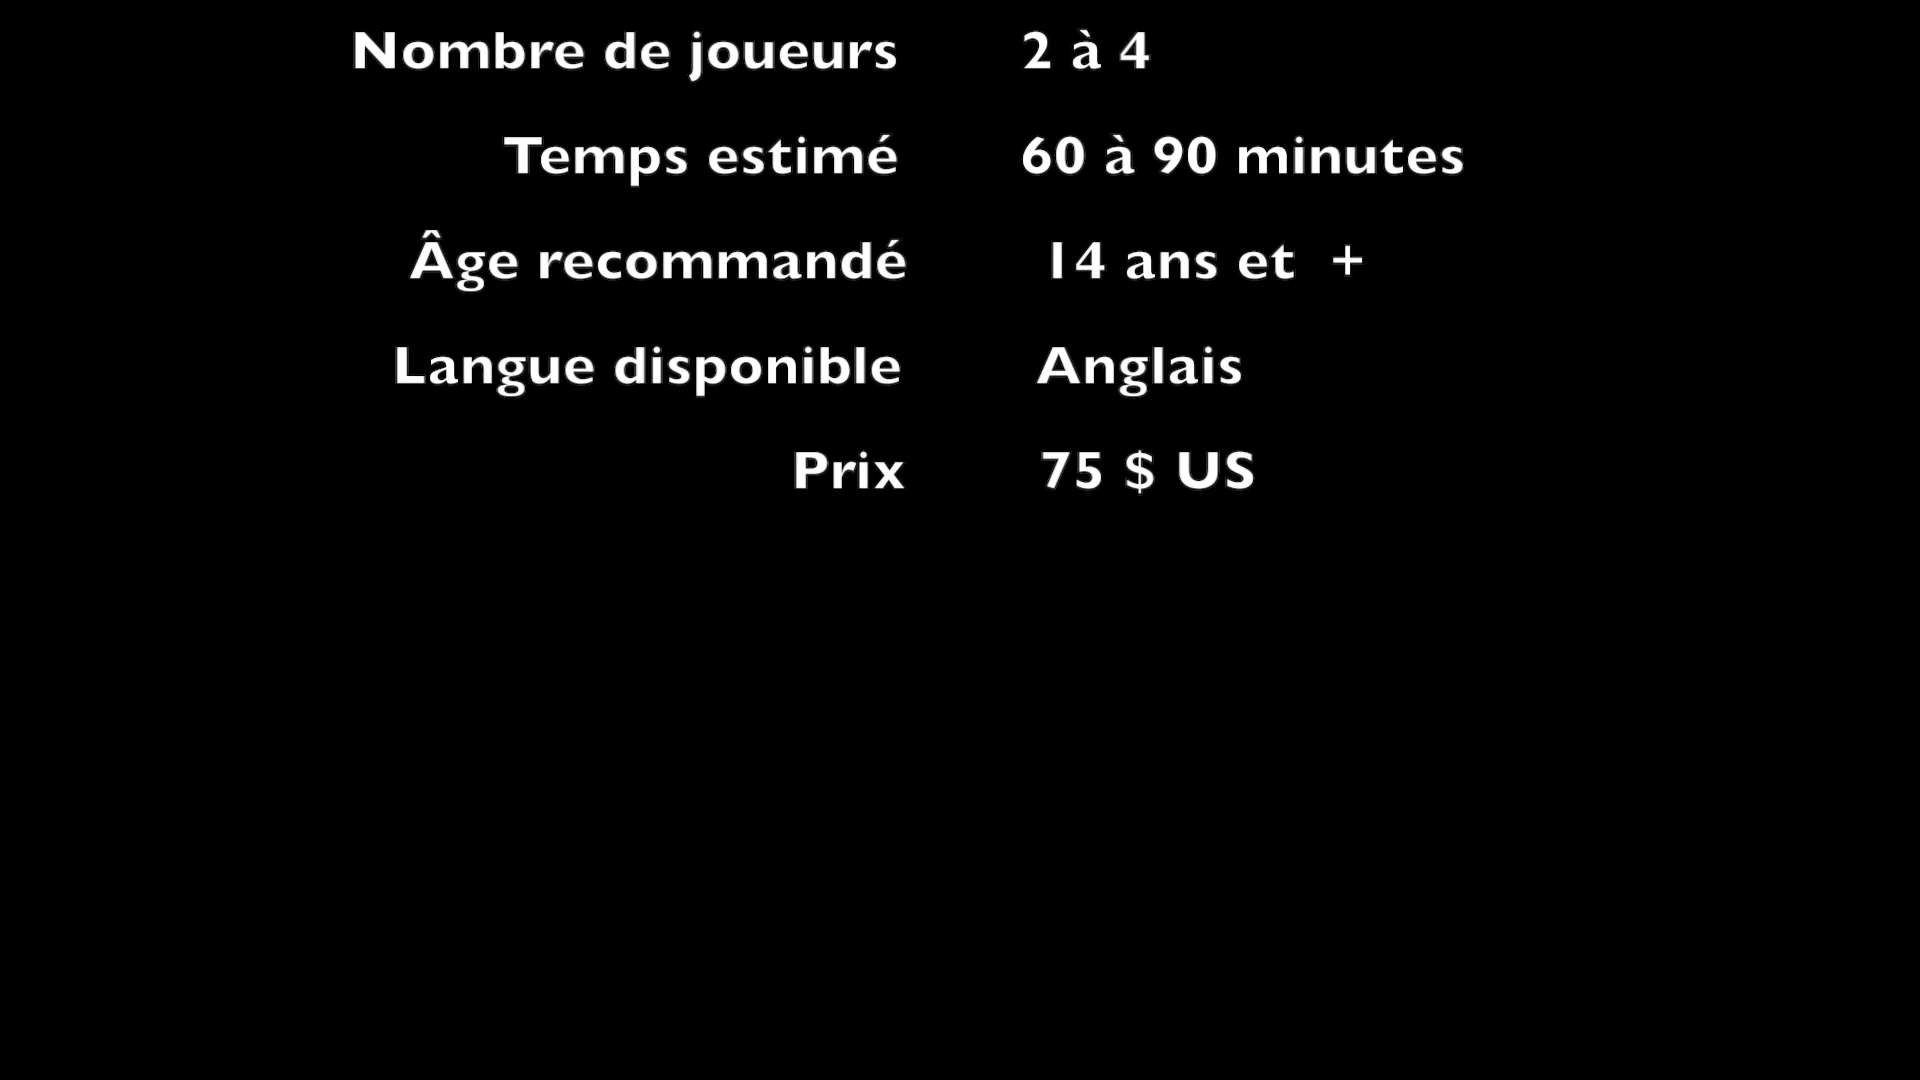 Nombre de joueurs 2 à 4
Temps estimé 60 à 90 minutes
Âge recommandé 14 ans et +
Langue disponible Anglais
Prix 75 $ US